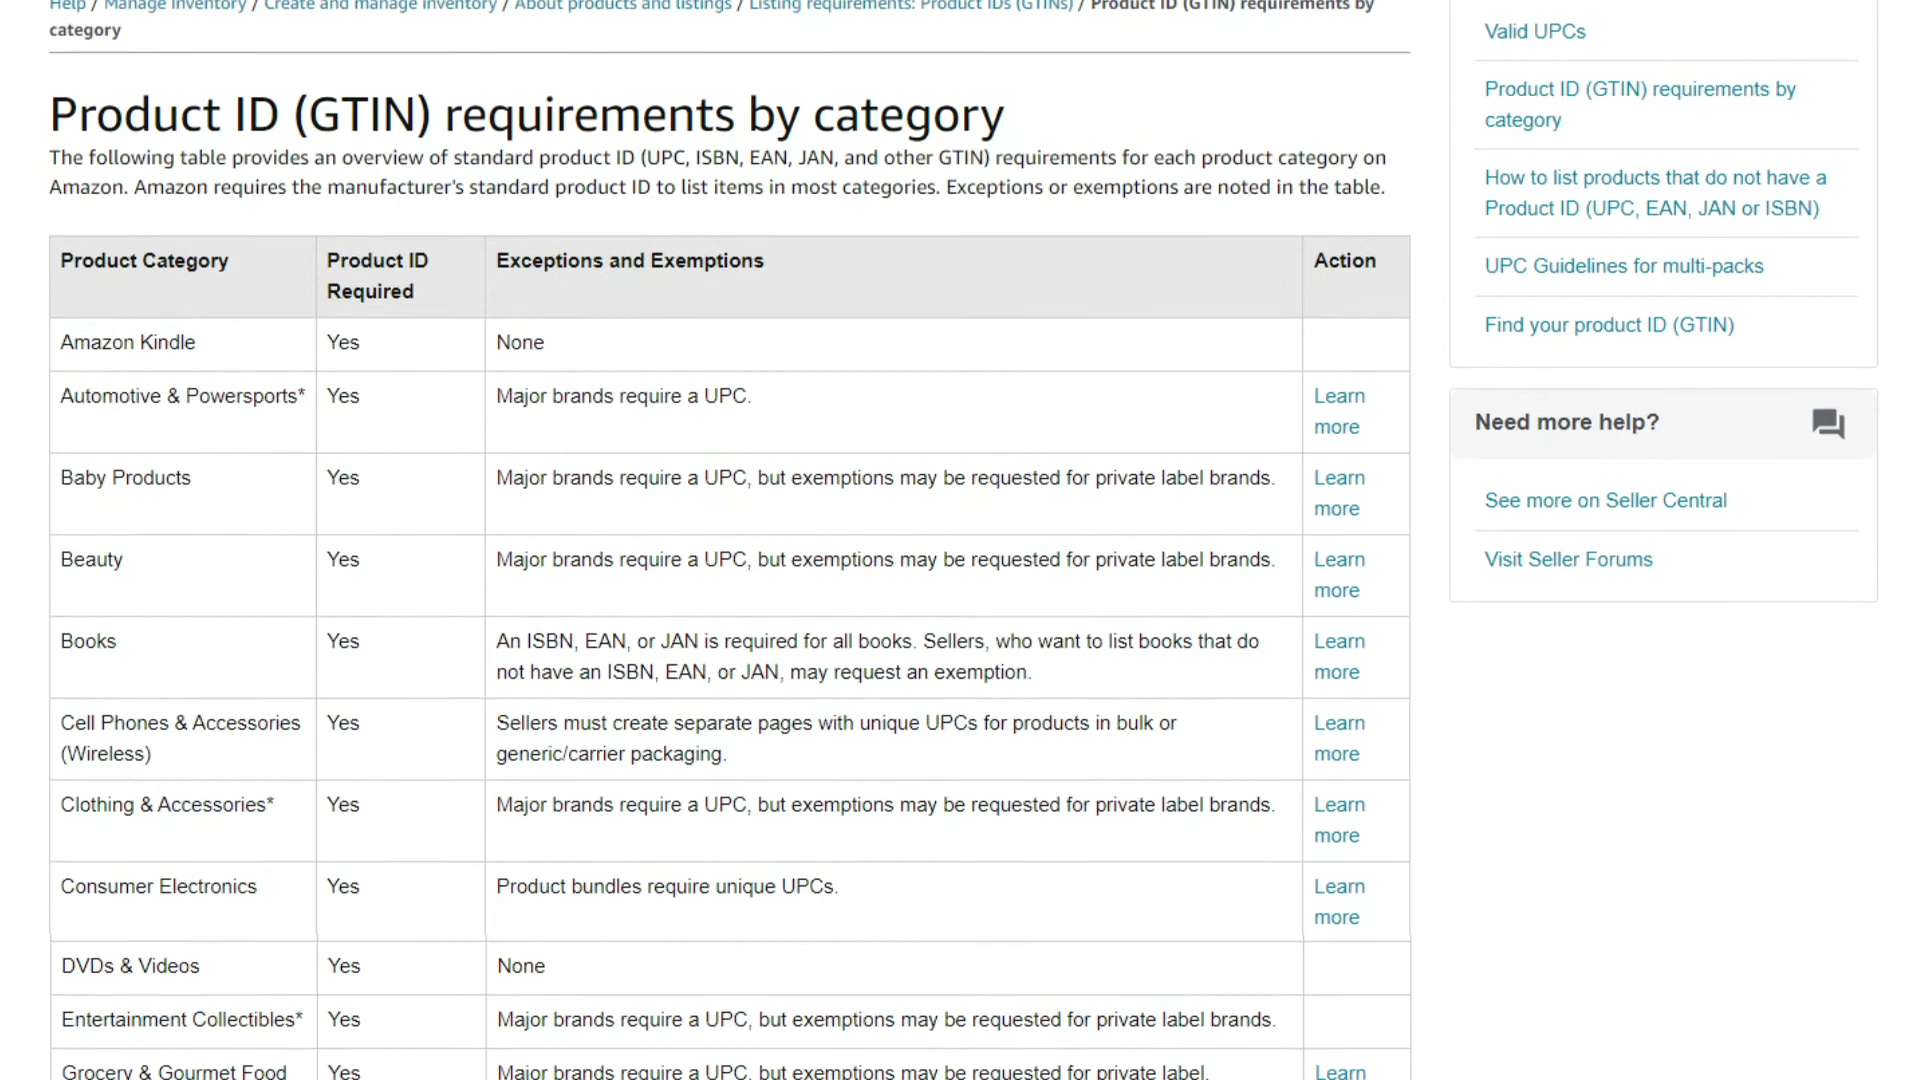 Help / Manage Inventory / Create and manage inventory / About products and listings / Listing requirements: Product IDs (GTINs) / Product ID (GTIN) requirements by
category
Product ID (GTIN) requirements by category
The following table provides an overview of standard product ID (UPC, ISBN, EAN, JAN, and other GTIN) requirements for each product category on
Amazon. Amazon requires the manufacturer's standard product ID to list items in most categories. Exceptions or exemptions are noted in the table.
Product Category Product ID Exceptions and Exemptions Action
Required
Amazon Kindle Yes None
Automotive & Powersports* Yes Major brands require a UPC. Learn
more
Baby Products Yes Major brands require a UPC, but exemptions may be requested for private label brands. Learn
more
Beauty Yes Major brands require a UPC, but exemptions may be requested for private label brands. Learn
more
Books Yes An ISBN, EAN, or JAN is required for all books. Sellers, who want to list books that do Learn
not have an ISBN, EAN, or JAN, may request an exemption. more
Cell Phones & Accessories Yes Sellers must create separate pages with unique UPCs for products in bulk or Learn
(Wireless) generic/carrier packaging. more
Clothing & Accessories* Yes Major brands require a UPC, but exemptions may be requested for private label brands. Learn
more
Consumer Electronics Yes Product bundles require unique UPCs. Learn
more
DVDs & Videos Yes None
Entertainment Collectibles* Yes Major brands require a UPC, but exemptions may be requested for private label brands.
Grocery & Gourmet Food Yes Major brands require a UPC, but exemptions may be requested for private label. Learn
Valid UPCs
Product ID (GTIN) requirements by
category
How to list products that do not have a
Product ID (UPC, EAN, JAN or ISBN)
UPC Guidelines for multi-packs
Find your product ID (GTIN)
Need more help?
See more on Seller Central
Visit Seller Forums